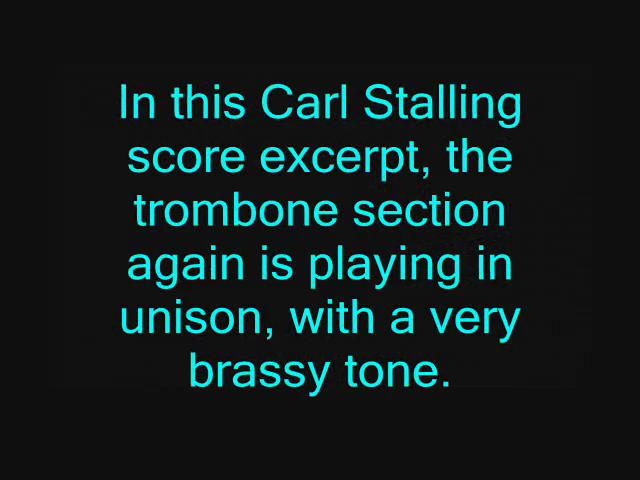 In this Carl Stalling
score excerpt, the
trombone section
again is playing in
unison, with a very
brassy tone.